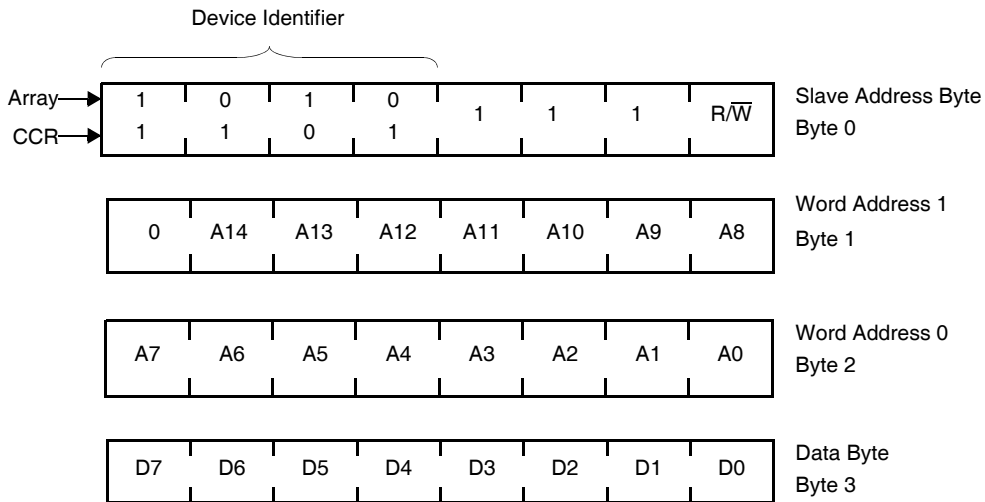 Device Identifier
Array 1 0 1 0 1 1 1 R/W̅ Slave Address Byte
CCR 1 1 0 1 Byte 0
Word Address 1
0 A14 A13 A12 A11 A10 A9 A8 Byte 1
Word Address 0
A7 A6 A5 A4 A3 A2 A1 A0 Byte 2
Data Byte
D7 D6 D5 D4 D3 D2 D1 D0 Byte 3